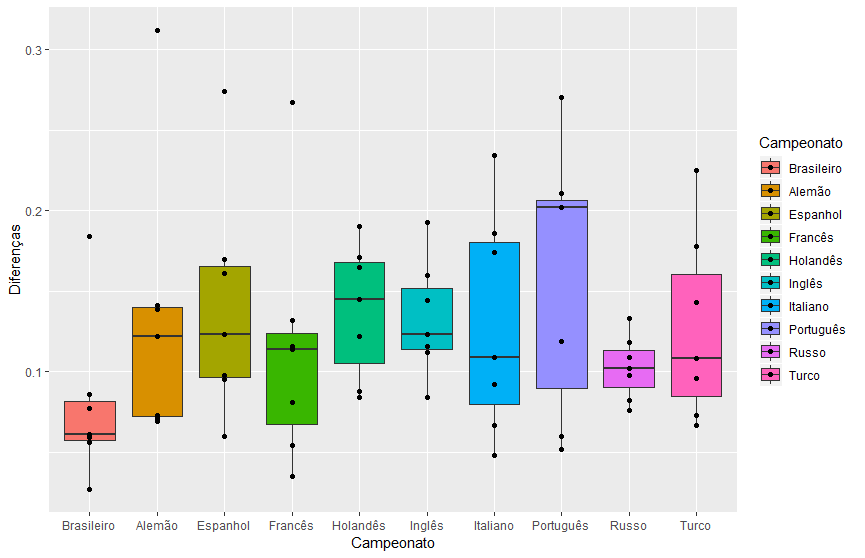 Diferenças
0.3
0.2
0.1
Brasileiro Alemão Espanhol Francês Holandês Inglês Italiano Português Russo Turco
Campeonato
Campeonato
Brasileiro
Alemão
Espanhol
Francês
Holandês
Inglês
Italiano
Português
Russo
Turco